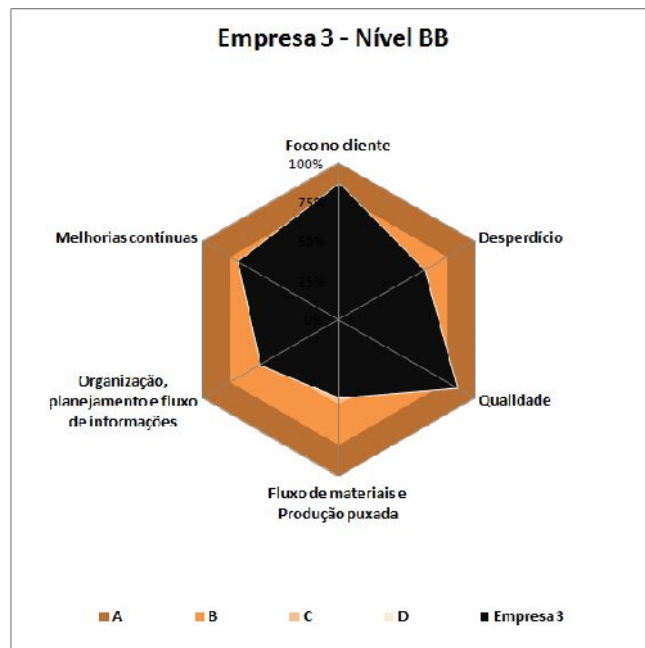 Empresa 3 - Nível BB
Foco no cliente
100%
75%
50%
25%
0%
Melhorias contínuas
Desperdício
Organização,
planejamento e fluxo
de informações
Qualidade
Fluxo de materiais e
Produção puxada
A B C D Empresa 3